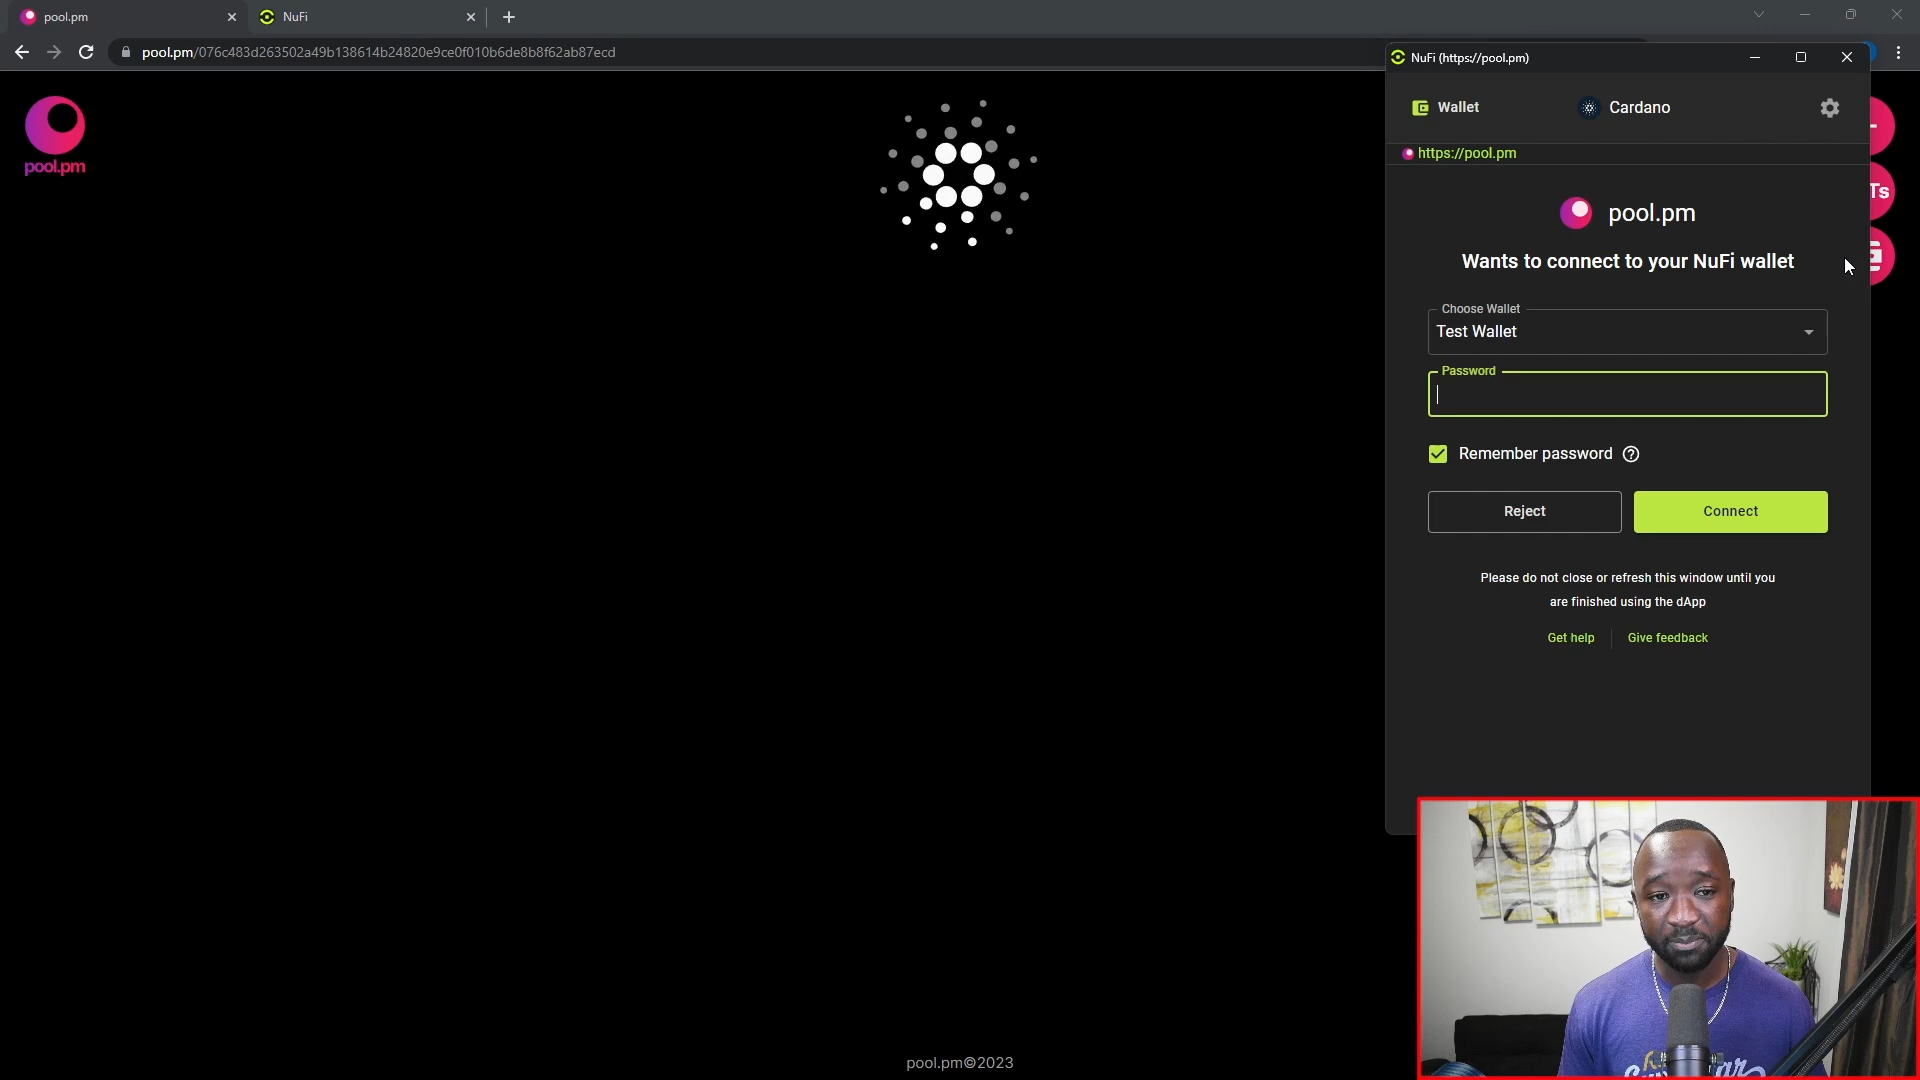 pool.pm
NuFi
pool.pm/076c483d263502a49b138614b24820e9ce0f010b6de8b8f62ab87ecd
pool.pm
NuFi (https://pool.pm)
Wallet
Cardano
https://pool.pm
pool.pm
Wants to connect to your NuFi wallet
Choose Wallet
Test Wallet
Password
Remember password
Reject
Connect
Please do not close or refresh this window until you
are finished using the dApp
Get help
Give feedback
Ts
pool.pm©2023